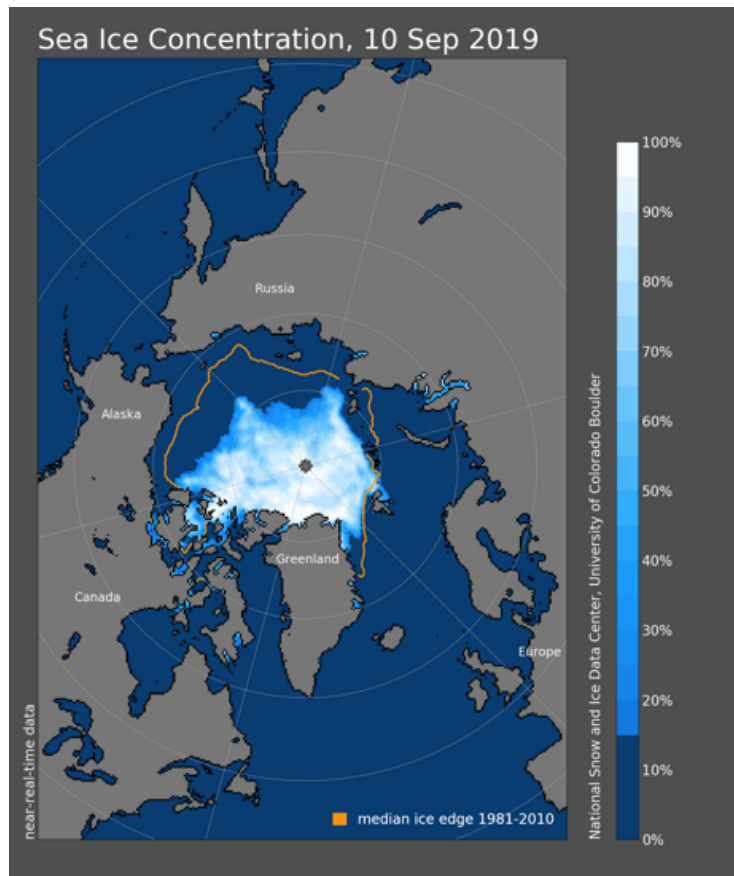 Sea Ice Concentration, 10 Sep 2019
Russia
Alaska
Greenland
Canada
Europe
near-real-time data
median ice edge 1981-2010
National Snow and Ice Data Center, University of Colorado Boulder
100%
90%
80%
70%
60%
50%
40%
30%
20%
10%
0%